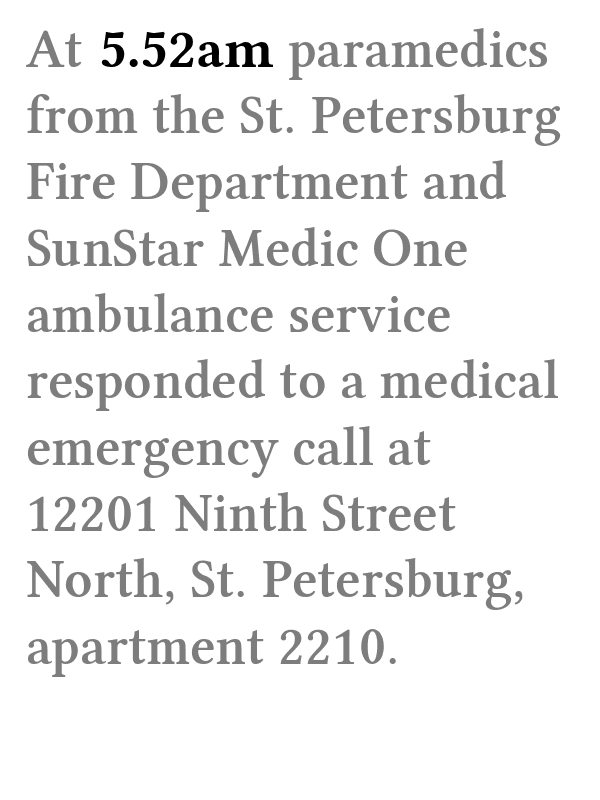 At 5.52am paramedics
from the St. Petersburg
Fire Department and
SunStar Medic One
ambulance service
responded to a medical
emergency call at
12201 Ninth Street
North, St. Petersburg,
apartment 2210.